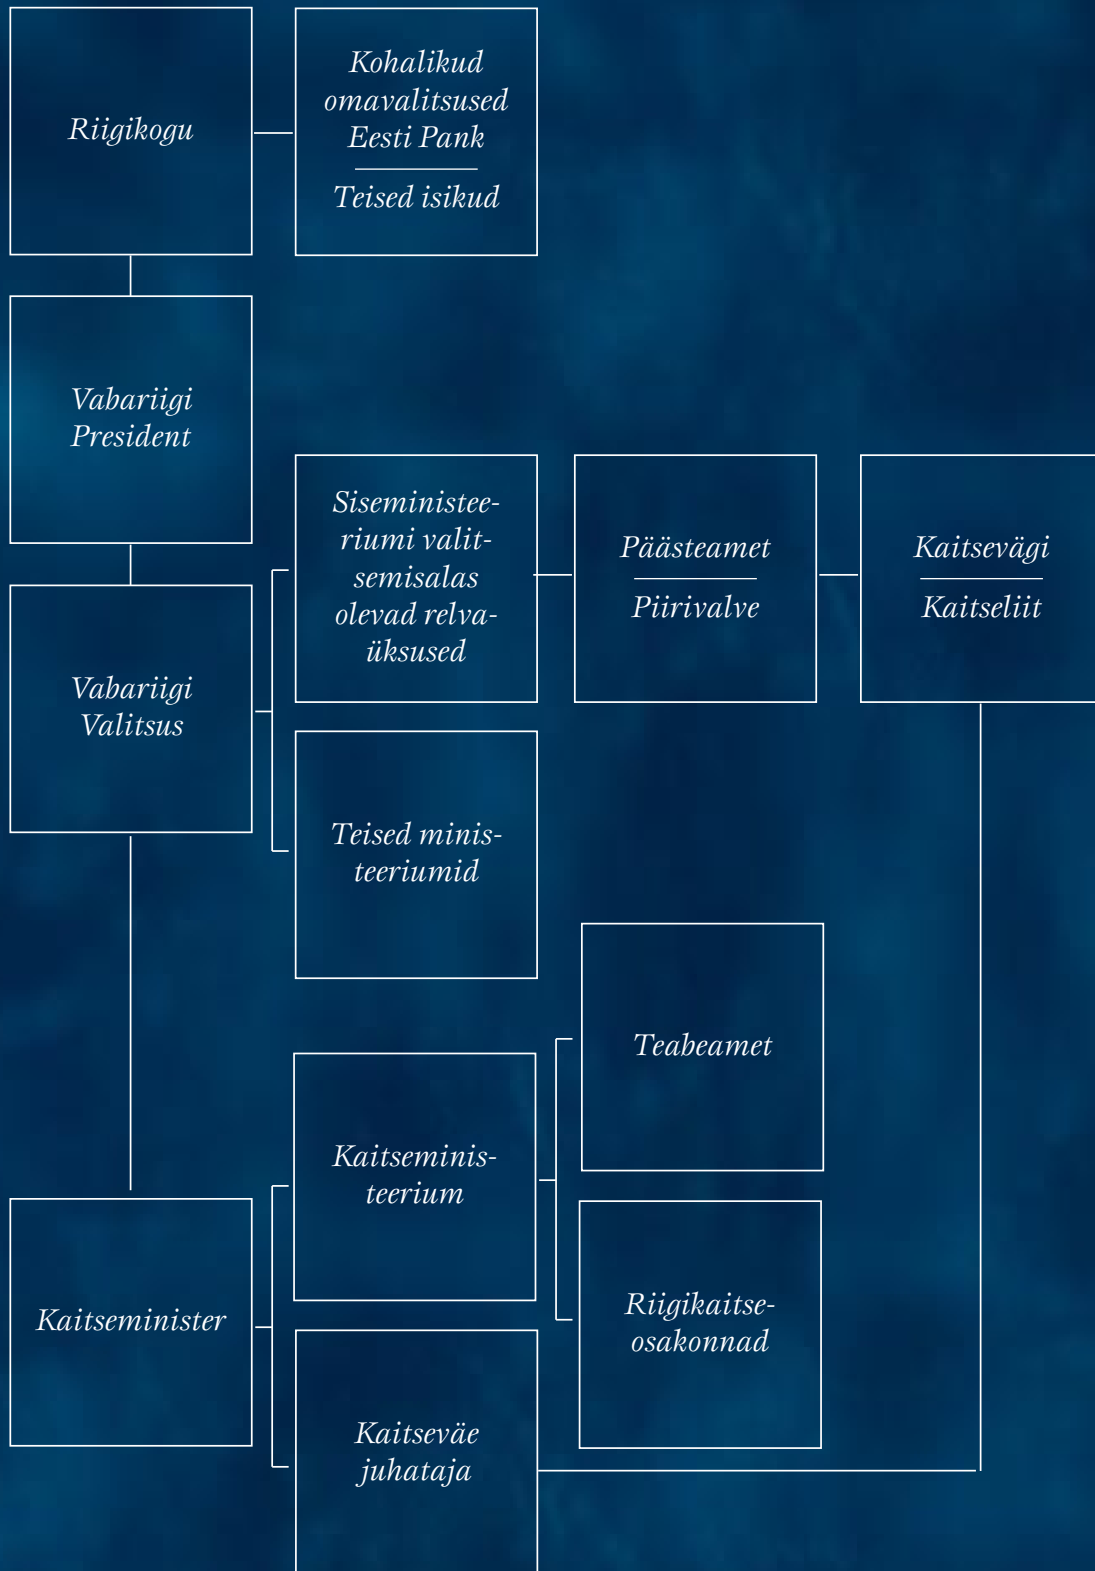 Riigikogu
Kohalikud
omavalitsused
Eesti Pank
Teised isikud
Vabariigi
President
Vabariigi
Valitsus
Siseministee-
riumi valit-
semisalas
olevad relva-
üksused
Päästeamet
Piirivalve
Kaitsevägi
Kaitseliit
Teised minis-
teeriumid
Kaitseminister
Kaitseminis-
teerium
Teabeamet
Riigikaitse-
osakonnad
Kaitseväe
juhataja